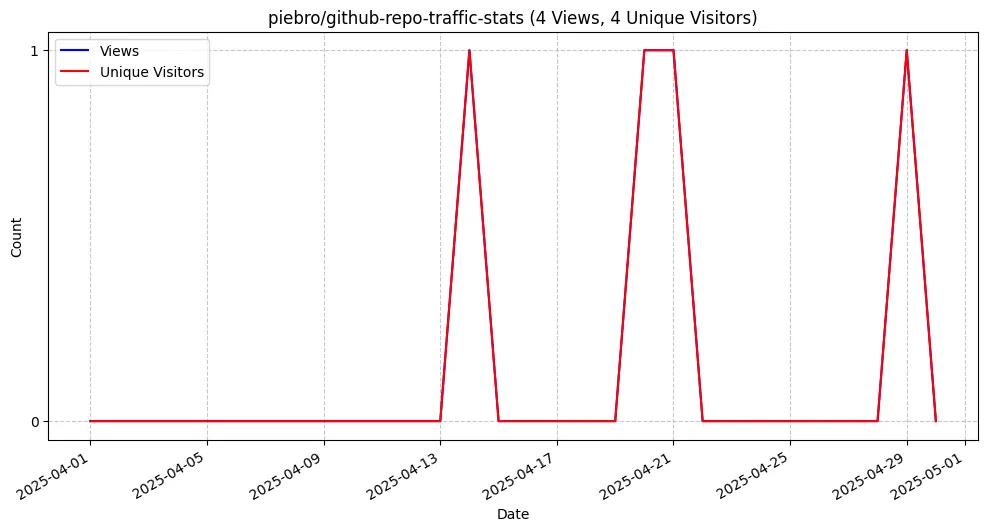 piebro/github-repo-traffic-stats (4 Views, 4 Unique Visitors)
Views
Unique Visitors
1
Count
0
2025-04-01
2025-04-05
2025-04-09
2025-04-13
2025-04-17
2025-04-21
2025-04-25
2025-04-29
2025-05-01
Date